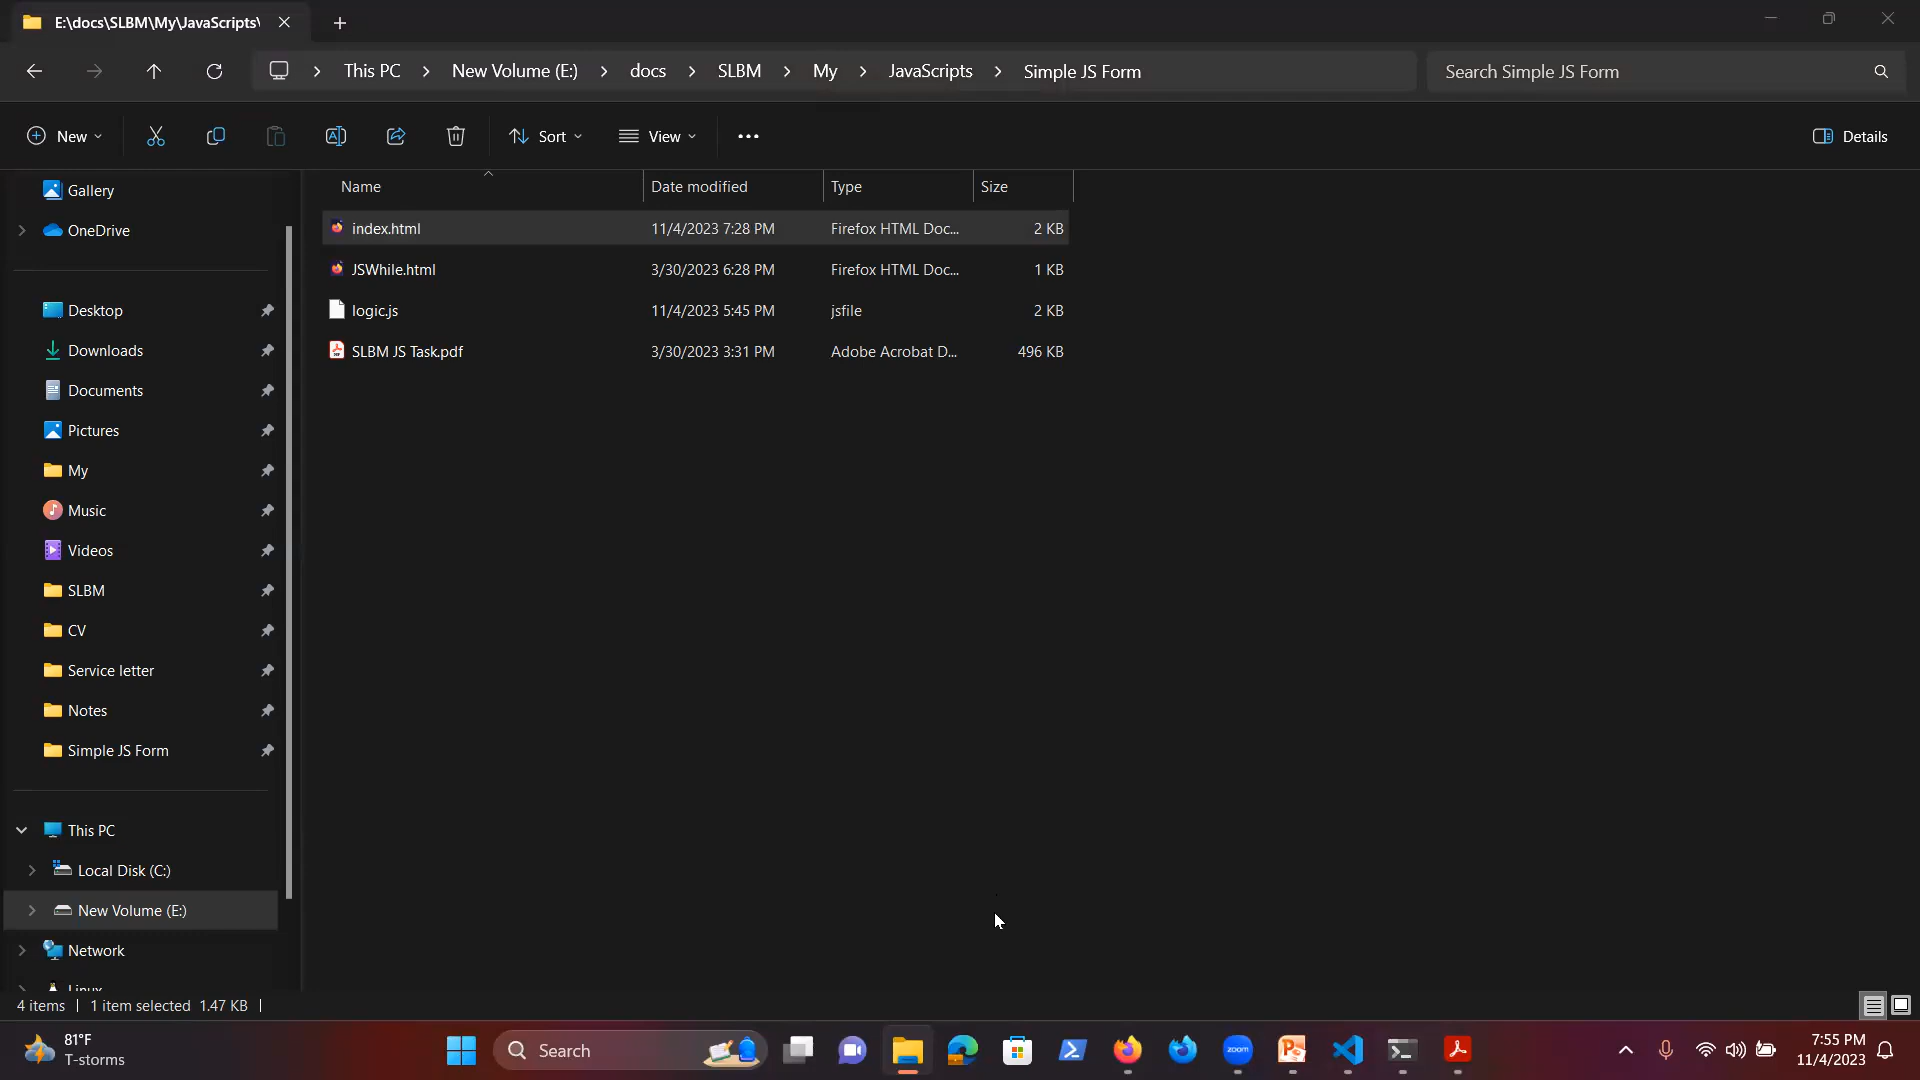 E:\docs\SLBM\My\JavaScripts\
This PC New Volume (E:) docs SLBM My JavaScripts Simple JS Form
Search Simple JS Form
New
Sort
View
Details
Gallery
OneDrive
Desktop
Downloads
Documents
Pictures
My
Music
Videos
SLBM
CV
Service letter
Notes
Simple JS Form
This PC
Local Disk (C:)
New Volume (E:)
Network
Linux
Name Date modified Type Size
index.html 11/4/2023 7:28 PM Firefox HTML Doc... 2 KB
JSWhile.html 3/30/2023 6:28 PM Firefox HTML Doc... 1 KB
logic.js 11/4/2023 5:45 PM jsfile 2 KB
SLBM JS Task.pdf 3/30/2023 3:31 PM Adobe Acrobat D... 496 KB
4 items 1 item selected 1.47 KB
81°F
T-storms
Search
zoom
7:55 PM
11/4/2023